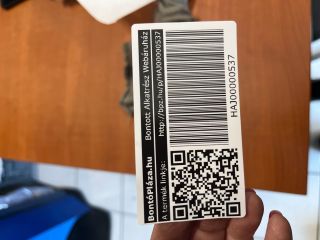 BontóPláza.hu
A termék linkje:
Bontott Alkatrész Webáruház
http://bpz.hu/p/HAJ00000537
HAJ00000537